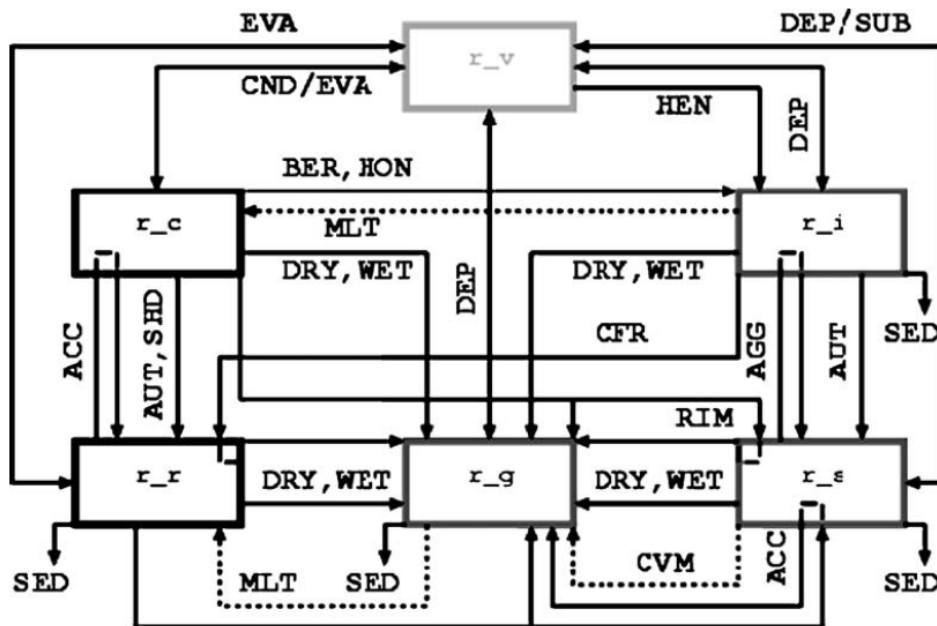 EVA
DEP/SUB
r_v
CND/EVA
HEN
DEP
BER,HON
r_c
r_i
MLT
DRY,WET
DRY,WET
DEP
SED
CFR
ACC
AUT,SHD
AGG
AUT
RIM
r_r
r_g
r_s
DRY,WET
DRY,WET
SED
MLT
SED
CVM
ACC
SED